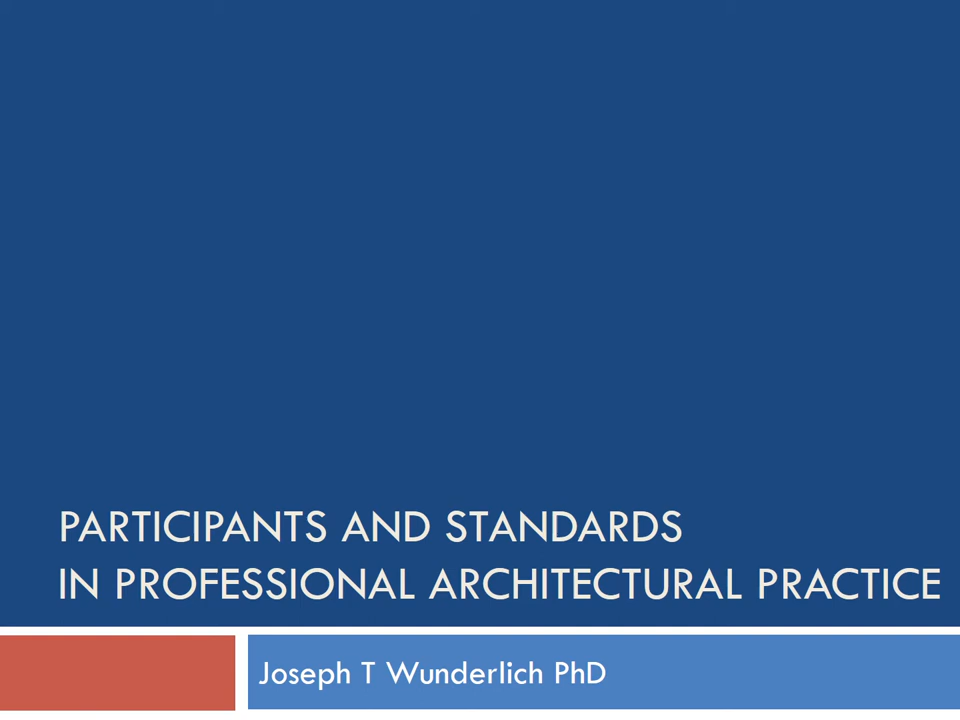 PARTICIPANTS AND STANDARDS
IN PROFESSIONAL ARCHITECTURAL PRACTICE
Joseph T Wunderlich PhD